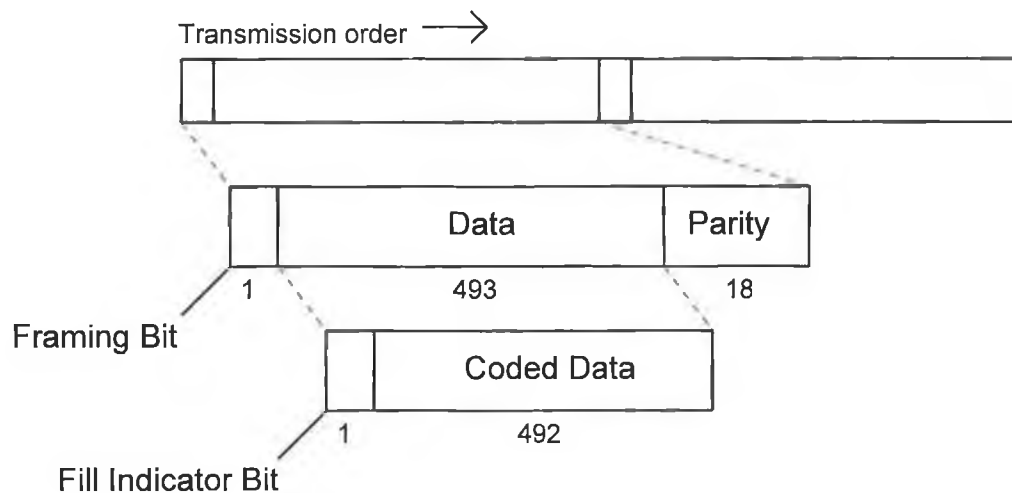 Transmission order
Data
Parity
1
493
18
Framing Bit
Coded Data
1
492
Fill Indicator Bit